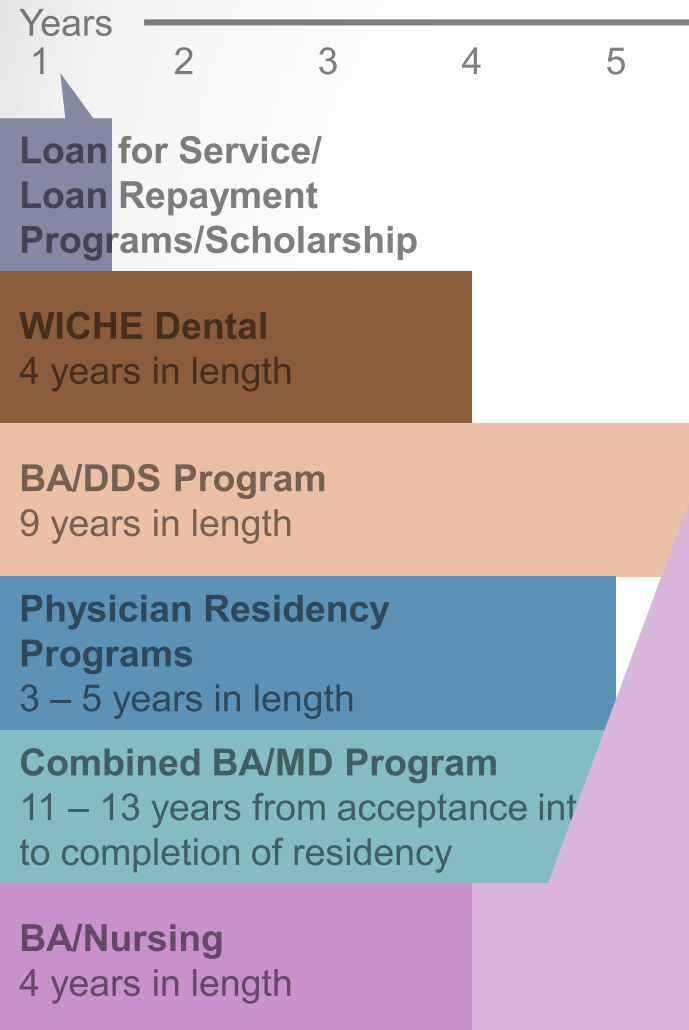 Years
1 2 3 4 5
Loan for Service/
Loan Repayment
Programs/Scholarship
WICHE Dental
4 years in length
BA/DDS Program
9 years in length
Physician Residency
Programs
3 – 5 years in length
Combined BA/MD Program
11 – 13 years from acceptance
to completion of residency
BA/Nursing
4 years in length